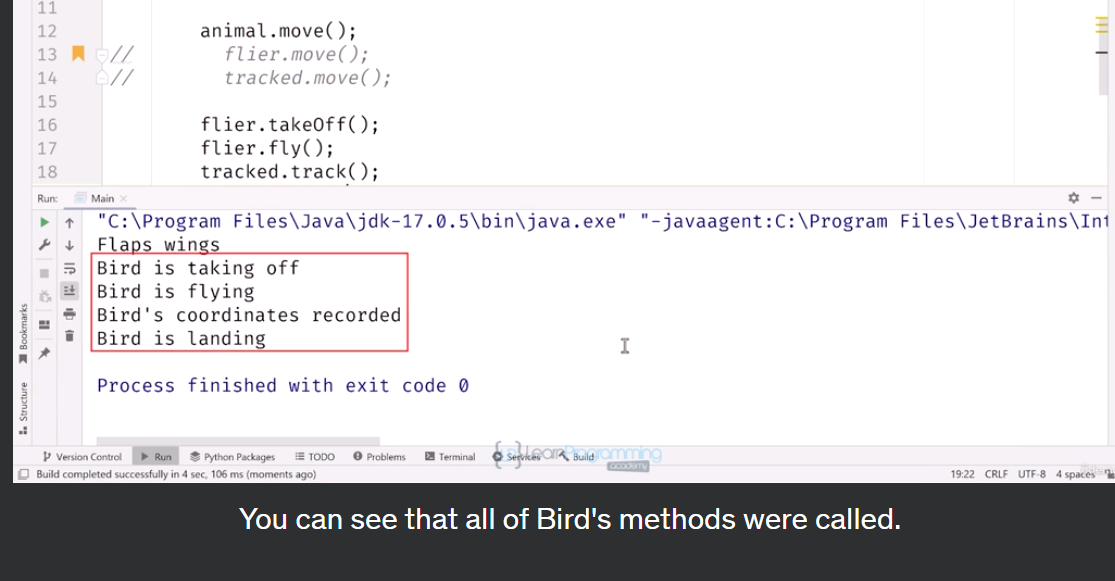 11
12 animal.move();
13 // flier.move();
14 // tracked.move();
15
16 flier.takeOff();
17 flier.fly();
18 tracked.track();
Run: Main
"C:\Program Files\Java\jdk-17.0.5\bin\java.exe" "-javaagent:C:\Program Files\JetBrains\Int
Flaps wings
Bird is taking off
Bird is flying
Bird's coordinates recorded
Bird is landing
Process finished with exit code 0
Bookmarks
Structure
Version Control Run Python Packages TODO Problems Terminal Services Build
LearnProgramming
academy
Build completed successfully in 4 sec, 106 ms (moments ago) 19:22 CRLF UTF-8 4 spaces
You can see that all of Bird's methods were called.